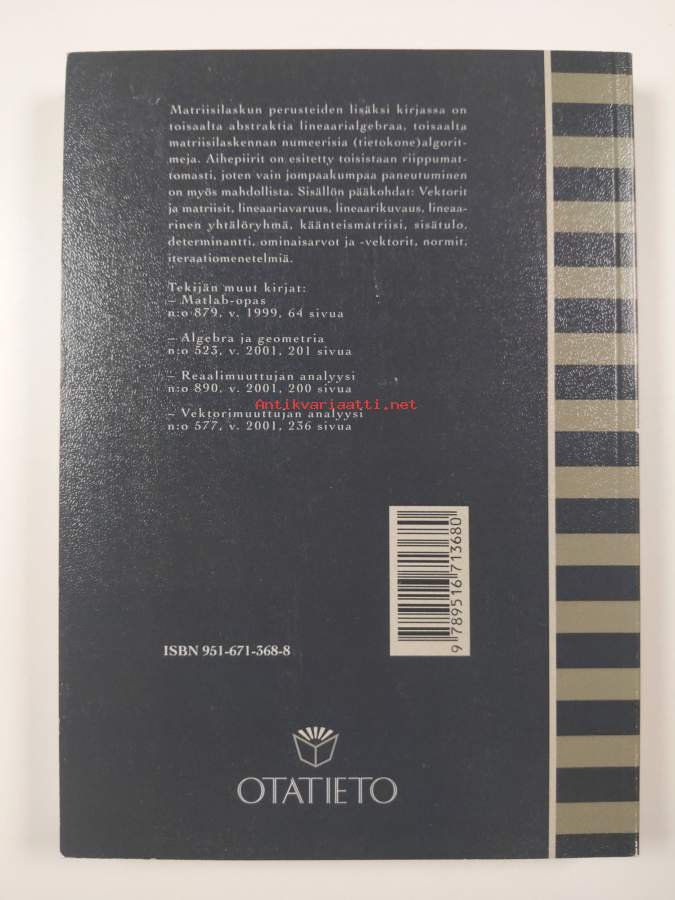 Matriisilaskun perusteiden lisäksi kirjassa on
toisaalta abstraktia lineaarialgebraa, toisaalta
matriisilaskennan numeerisia (tietokone)algorit-
meja. Aihepiirit on esitetty toisistaan riippumat-
tomasti, joten vain jompaakumpaa paneutuminen
on myös mahdollista. Sisällön pääkohdat: Vektorit
ja matriisit, lineaariavaruus, lineaarikuvaus, lineaa-
rinen yhtälöryhmä, käänteismatriisi, sisätulo,
determinantti, ominaisarvot ja -vektorit, normit,
iteraatiomenetelmiä.
Tekijän muut kirjat:
– Matlab-opas
n:o 879, v. 1999, 64 sivua
– Algebra ja geometria
n:o 523, v. 2001, 201 sivua
– Reaalimuuttujan analyysi
n:o 890, v. 2001, 200 sivua
Antikvariaatti.net
– Vektorimuuttujan analyysi
n:o 577, v. 2001, 236 sivua
9 789516 713680
ISBN 951-671-368-8
OTATIETO